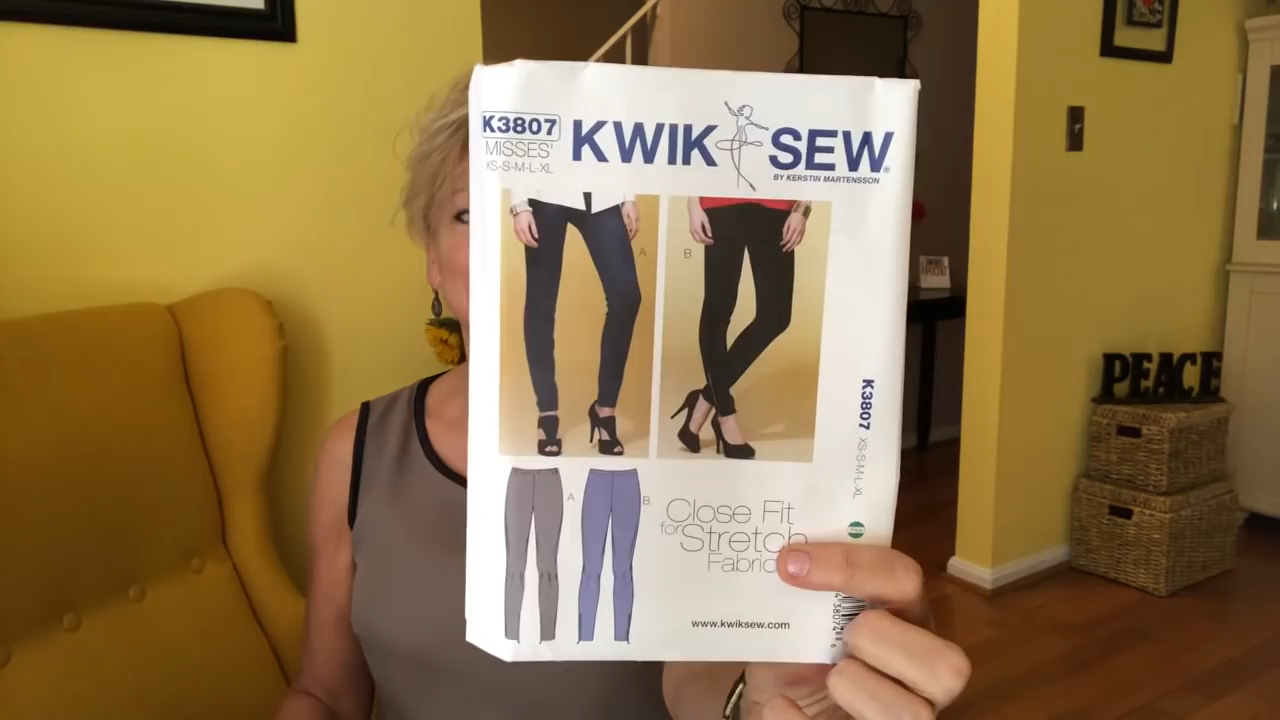 K3807
MISSES'
XS-S-M-L-XL
KWIK SEW®
BY KERSTIN MARTENSSON
A
B
K3807 XS-S-M-L-XL
A
B
Close Fit
for Stretch
Fabric
www.kwiksew.com
PEACE